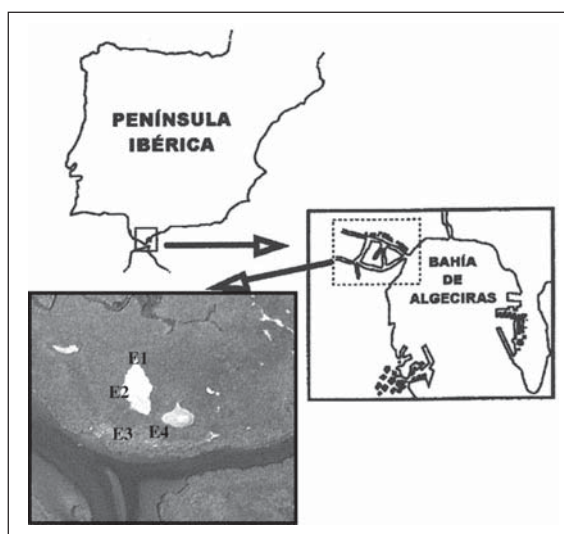 PENÍNSULA
IBÉRICA
BAHÍA
DE
ALGECIRAS
E1
E2
E3
E4